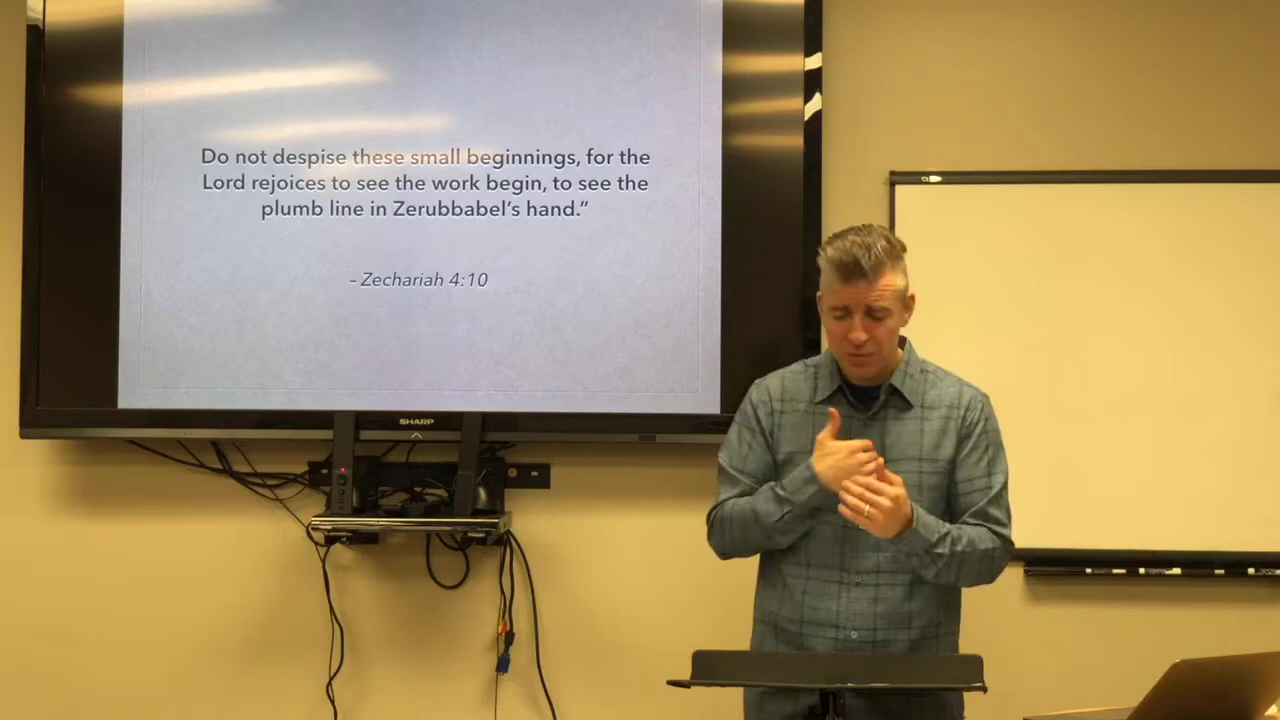 Do not despise these small beginnings, for the
Lord rejoices to see the work begin, to see the
plumb line in Zerubbabel’s hand.”
– Zechariah 4:10
SHARP